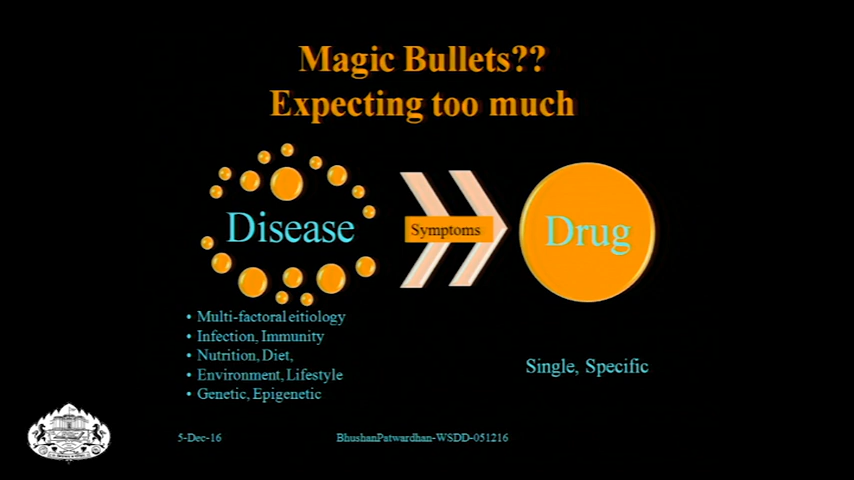 Magic Bullets??
Expecting too much
Disease
Symptoms
Drug
• Multi-factoral eitiology
• Infection, Immunity
• Nutrition, Diet,
• Environment, Lifestyle
• Genetic, Epigenetic
Single, Specific
5-Dec-16
BhushanPatwardhan-WSDD-051216